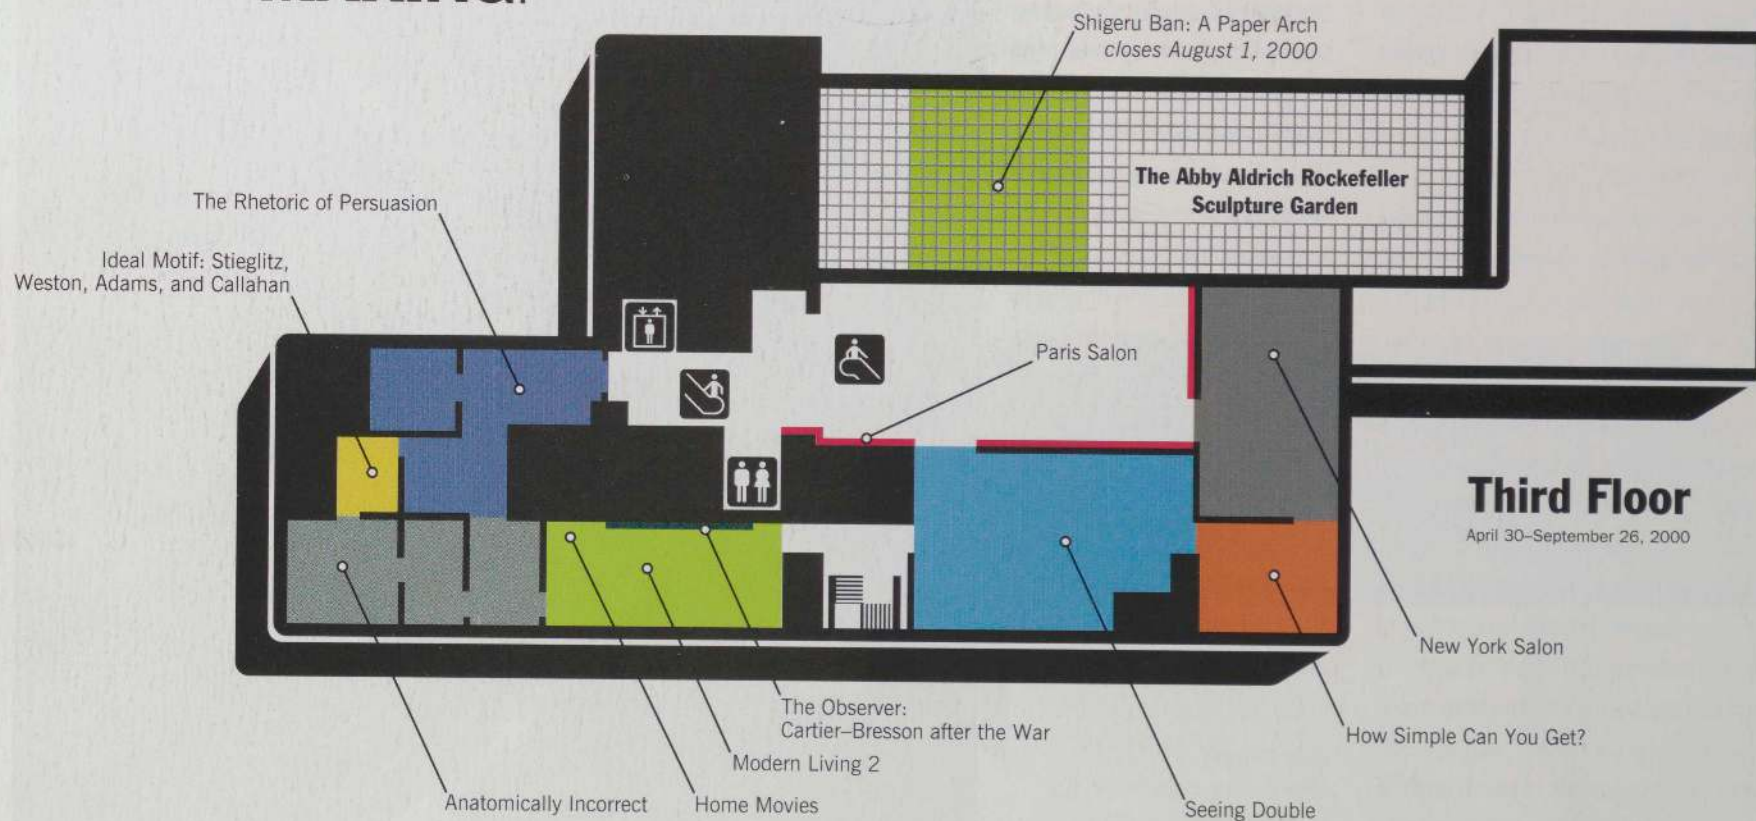 Shigeru Ban: A Paper Arch
closes August 1, 2000
The Abby Aldrich Rockefeller
Sculpture Garden
The Rhetoric of Persuasion
Ideal Motif: Stieglitz,
Weston, Adams, and Callahan
Paris Salon
Third Floor
April 30–September 26, 2000
New York Salon
The Observer:
Cartier–Bresson after the War
How Simple Can You Get?
Modern Living 2
Anatomically Incorrect
Home Movies
Seeing Double